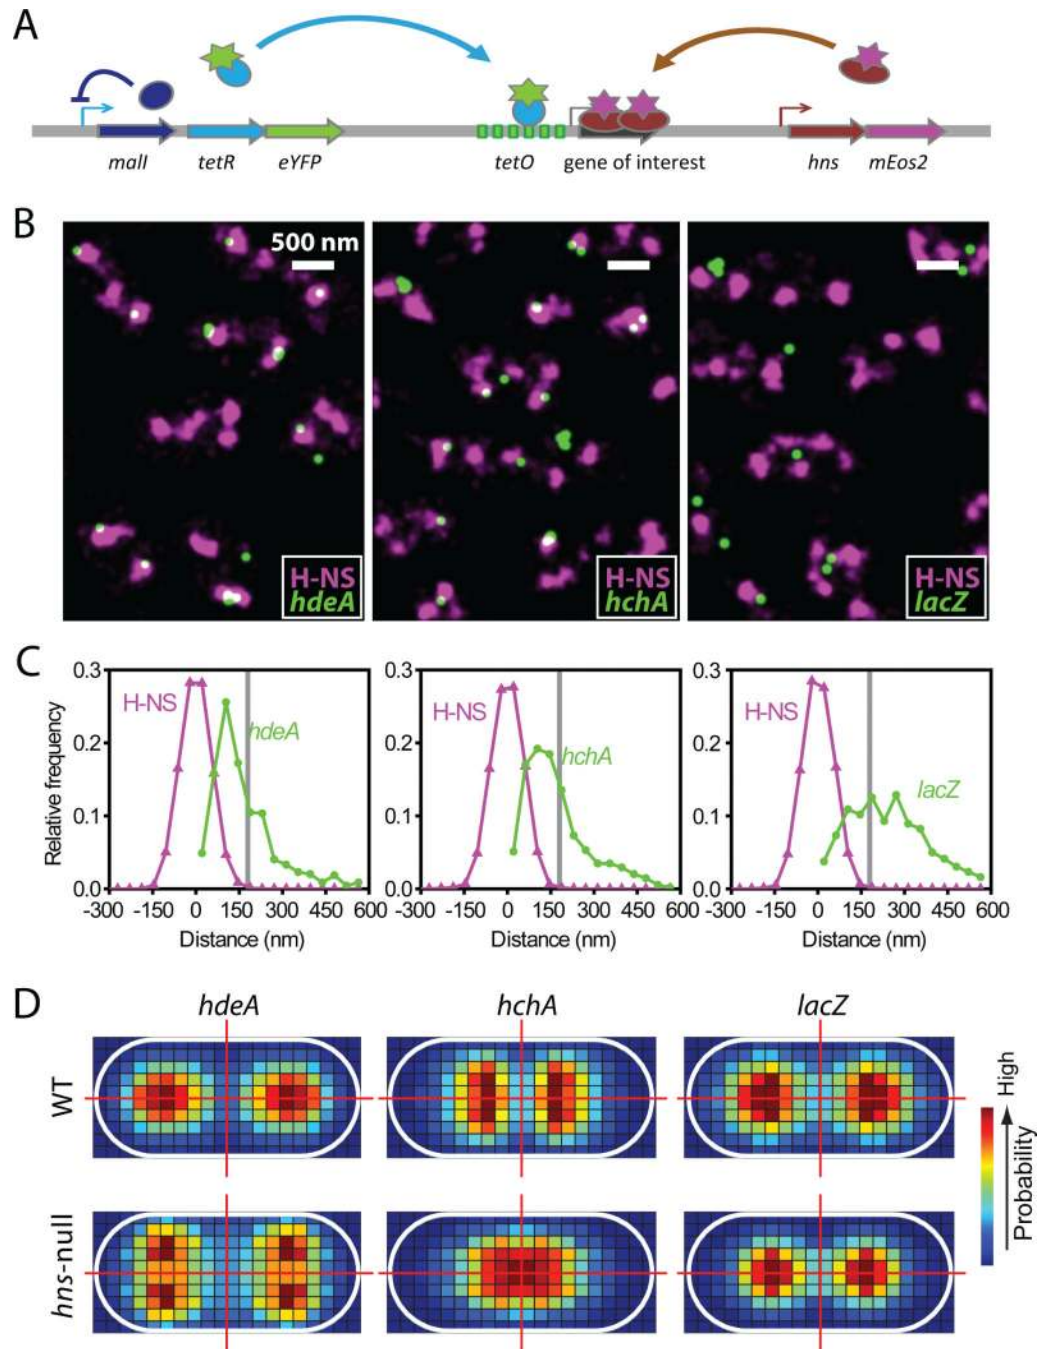 A
malI tetR eYFP tetO gene of interest hns mEos2
B
500 nm
H-NS
hdeA
H-NS
hchA
H-NS
lacZ
C
Relative frequency
0.3
0.2
0.1
0.0
H-NS
hdeA
-300 -150 0 150 300 450 600
Distance (nm)
0.3
0.2
0.1
0.0
H-NS
hchA
-300 -150 0 150 300 450 600
Distance (nm)
0.3
0.2
0.1
0.0
H-NS
lacZ
-300 -150 0 150 300 450 600
Distance (nm)
D
hdeA hchA lacZ
WT
hns-null
Probability
High